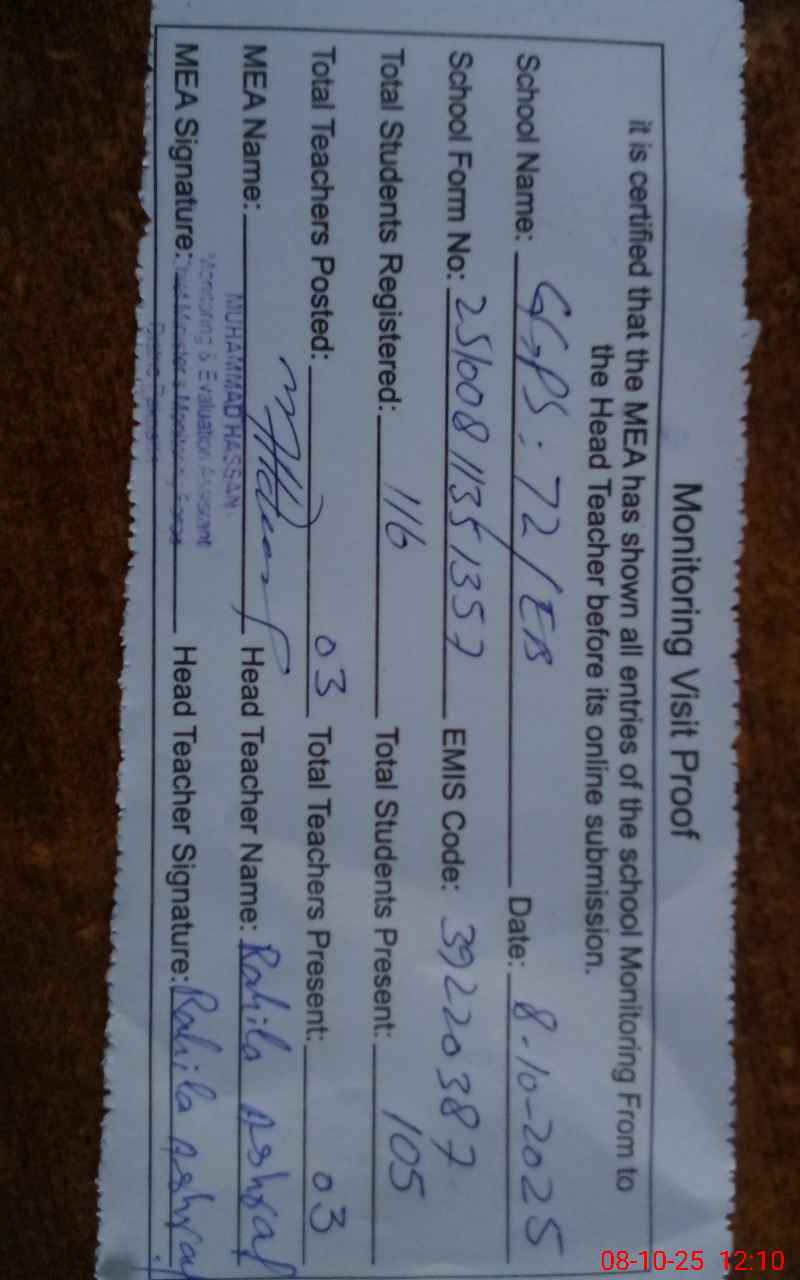 Monitoring Visit Proof
it is certified that the MEA has shown all entries of the school Monitoring From to
the Head Teacher before its online submission.
School Name: GGPS: 72/EB Date: 8-10-2025
School Form No: 25100811351357 EMIS Code: 39220387
Total Students Registered: 116 Total Students Present: 105
Total Teachers Posted: 03 Total Teachers Present: 03
MEA Name: Head Teacher Name: Rahila Ashraf
MUHAMMAD HASSAN
Monitoring & Evaluation Assistant
MEA Signature: Head Teacher Signature: Rahila Ashraf
08-10-25 12:10